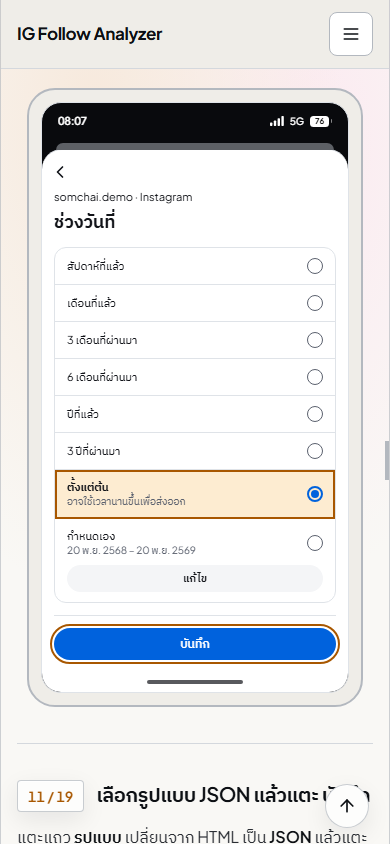 IG Follow Analyzer
08:07
5G
76
somchai.demo · Instagram
ช่วงวันที่
สัปดาห์ที่แล้ว
เดือนที่แล้ว
3 เดือนที่ผ่านมา
6 เดือนที่ผ่านมา
ปีที่แล้ว
3 ปีที่ผ่านมา
ตั้งแต่ต้น
อาจใช้เวลานานขึ้นเพื่อส่งออก
กำหนดเอง
20 พ.ย. 2568 – 20 พ.ย. 2569
แก้ไข
บันทึก
11 / 19
เลือกรูปแบบ JSON แล้วแตะ
แตะแถว รูปแบบ เปลี่ยนจาก HTML เป็น JSON แล้วแตะ